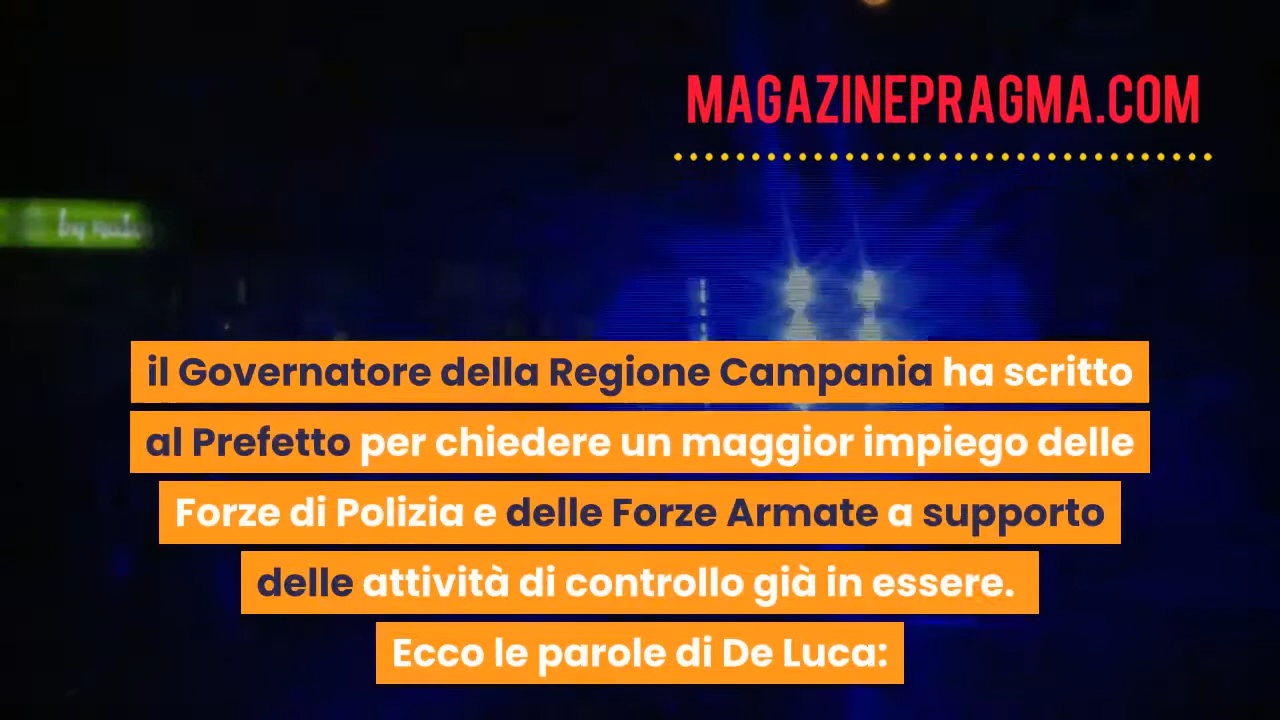 MAGAZINEPRAGMA.COM
by
il Governatore della Regione Campania ha scritto
al Prefetto per chiedere un maggior impiego delle
Forze di Polizia e delle Forze Armate a supporto
delle attività di controllo già in essere.
Ecco le parole di De Luca: